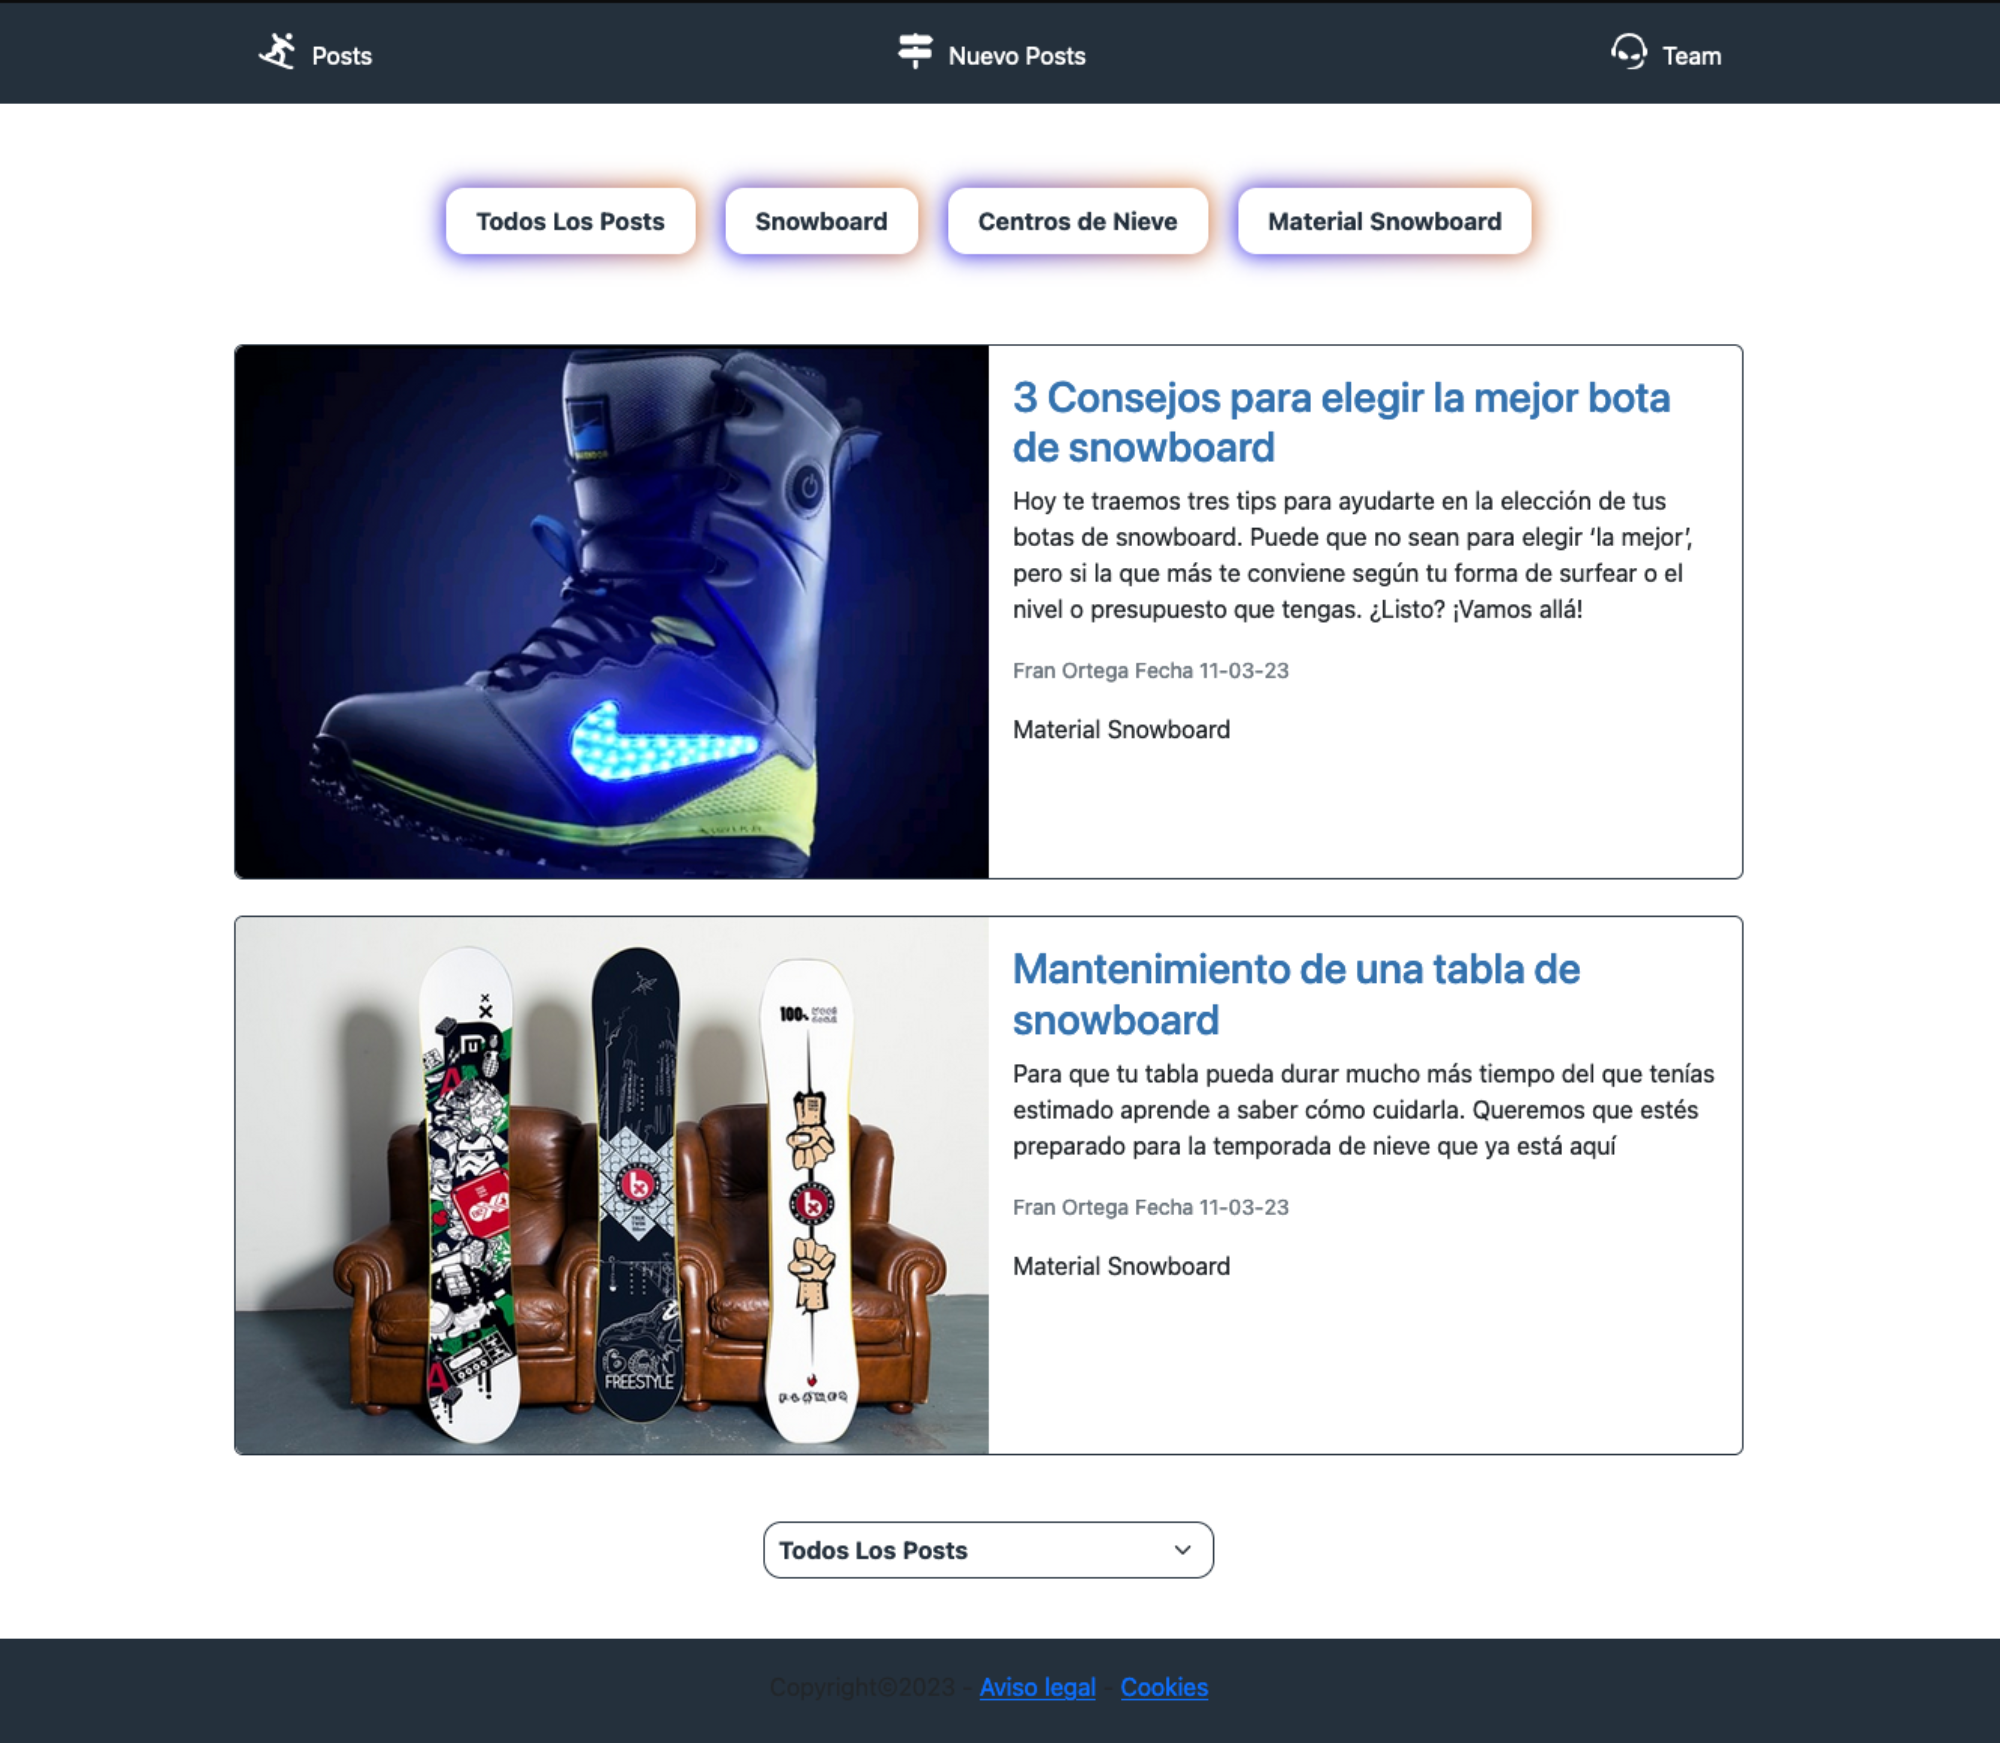 Posts
Nuevo Posts
Team
Todos Los Posts
Snowboard
Centros de Nieve
Material Snowboard
3 Consejos para elegir la mejor bota
de snowboard
Hoy te traemos tres tips para ayudarte en la elección de tus
botas de snowboard. Puede que no sean para elegir ‘la mejor’,
pero si la que más te conviene según tu forma de surfear o el
nivel o presupuesto que tengas. ¿Listo? ¡Vamos allá!
Fran Ortega Fecha 11-03-23
Material Snowboard
100%
FREESTYLE
Mantenimiento de una tabla de
snowboard
Para que tu tabla pueda durar mucho más tiempo del que tenías
estimado aprende a saber cómo cuidarla. Queremos que estés
preparado para la temporada de nieve que ya está aquí
Fran Ortega Fecha 11-03-23
Material Snowboard
Todos Los Posts
Copyright©2023 - Aviso legal - Cookies